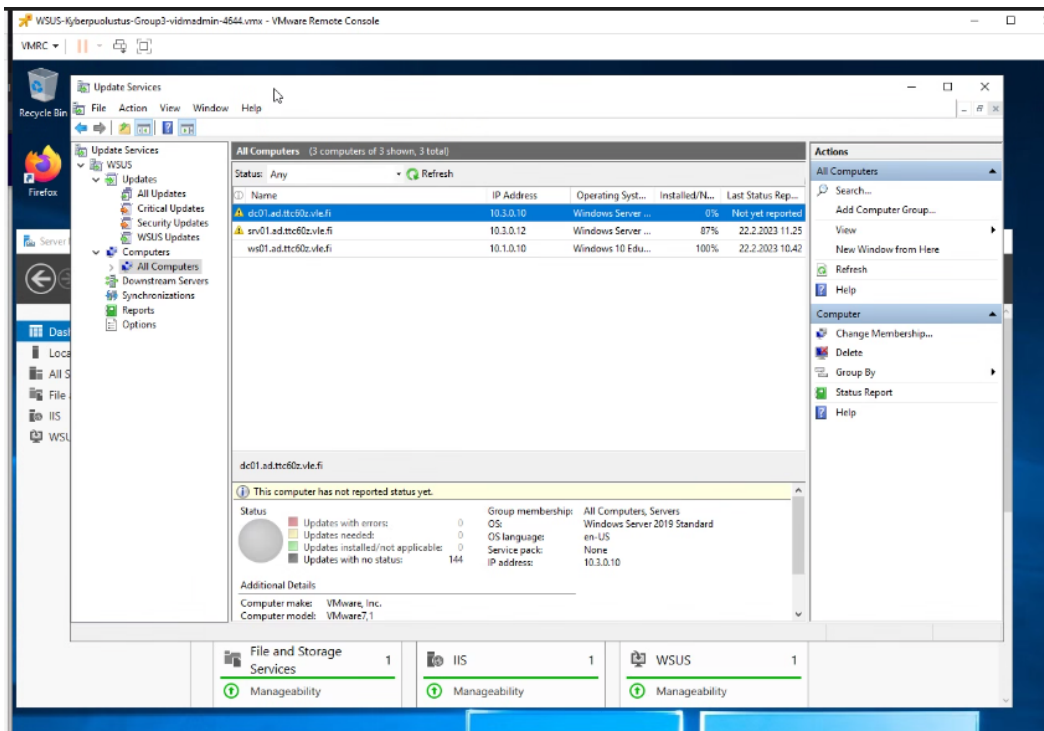 WSUS-Kyberpuolustus-Group3-vidmadmin-4644.vmx - VMware Remote Console
VMRC
Recycle Bin
Firefox
Update Services
File Action View Window Help
Update Services
WSUS
Updates
All Updates
Critical Updates
Security Updates
WSUS Updates
Computers
All Computers
Downstream Servers
Synchronizations
Reports
Options
All Computers (3 computers of 3 shown, 3 total)
Status: Any Refresh
Name IP Address Operating Syst... Installed/N... Last Status Rep...
dc01.ad.ttc60z.vle.fi 10.3.0.10 Windows Server ... 0% Not yet reported
srv01.ad.ttc60z.vle.fi 10.3.0.12 Windows Server ... 87% 22.2.2023 11.25
ws01.ad.ttc60z.vle.fi 10.1.0.10 Windows 10 Edu... 100% 22.2.2023 10.42
dc01.ad.ttc60z.vle.fi
This computer has not reported status yet.
Status
Updates with errors: 0
Updates needed: 0
Updates installed/not applicable: 0
Updates with no status: 144
Group membership: All Computers, Servers
OS: Windows Server 2019 Standard
OS language: en-US
Service pack: None
IP address: 10.3.0.10
Additional Details
Computer make: VMware, Inc.
Computer model: VMware7,1
Actions
All Computers
Search...
Add Computer Group...
View
New Window from Here
Refresh
Help
Computer
Change Membership...
Delete
Group By
Status Report
Help
Server
Dash
Loca
All S
File
IIS
WSU
File and Storage
Services 1
Manageability
IIS 1
Manageability
WSUS 1
Manageability